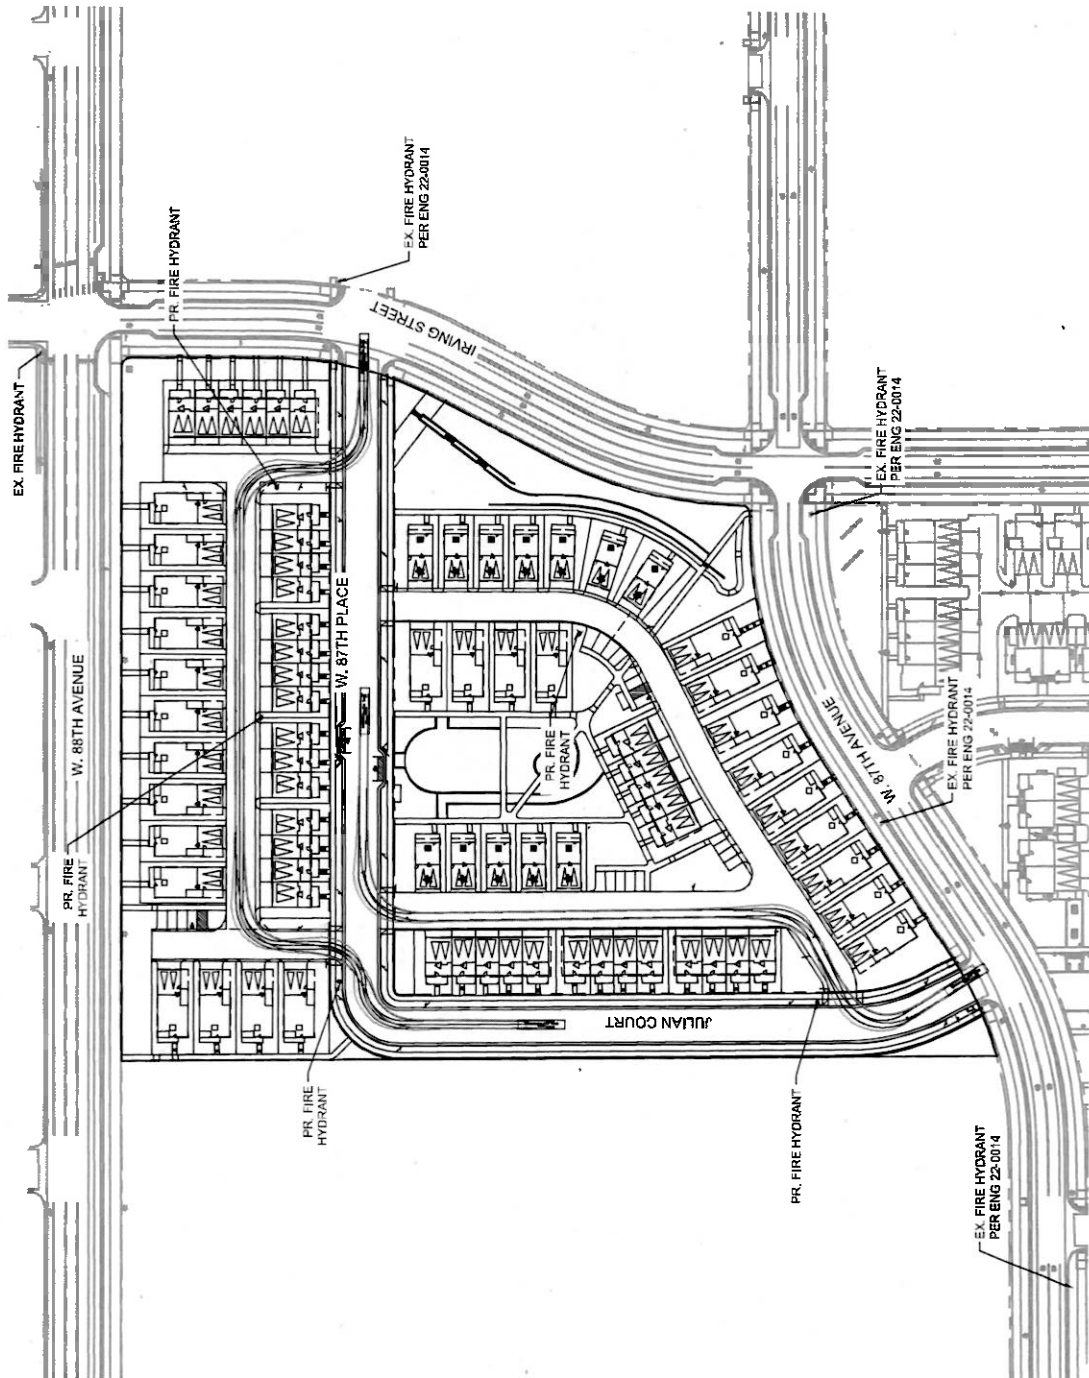 EX. FIRE HYDRANT
PR. FIRE HYDRANT
EX. FIRE HYDRANT
PER ENG 22-0014
IRVING STREET
W. 88TH AVENUE
PR. FIRE
HYDRANT
W. 87TH PLACE
PR. FIRE
HYDRANT
EX. FIRE HYDRANT
PER ENG 22-0014
W. 87TH AVENUE
EX. FIRE HYDRANT
PER ENG 22-0014
JULIAN COURT
PR. FIRE
HYDRANT
PR. FIRE HYDRANT
EX. FIRE HYDRANT
PER ENG 22-0014